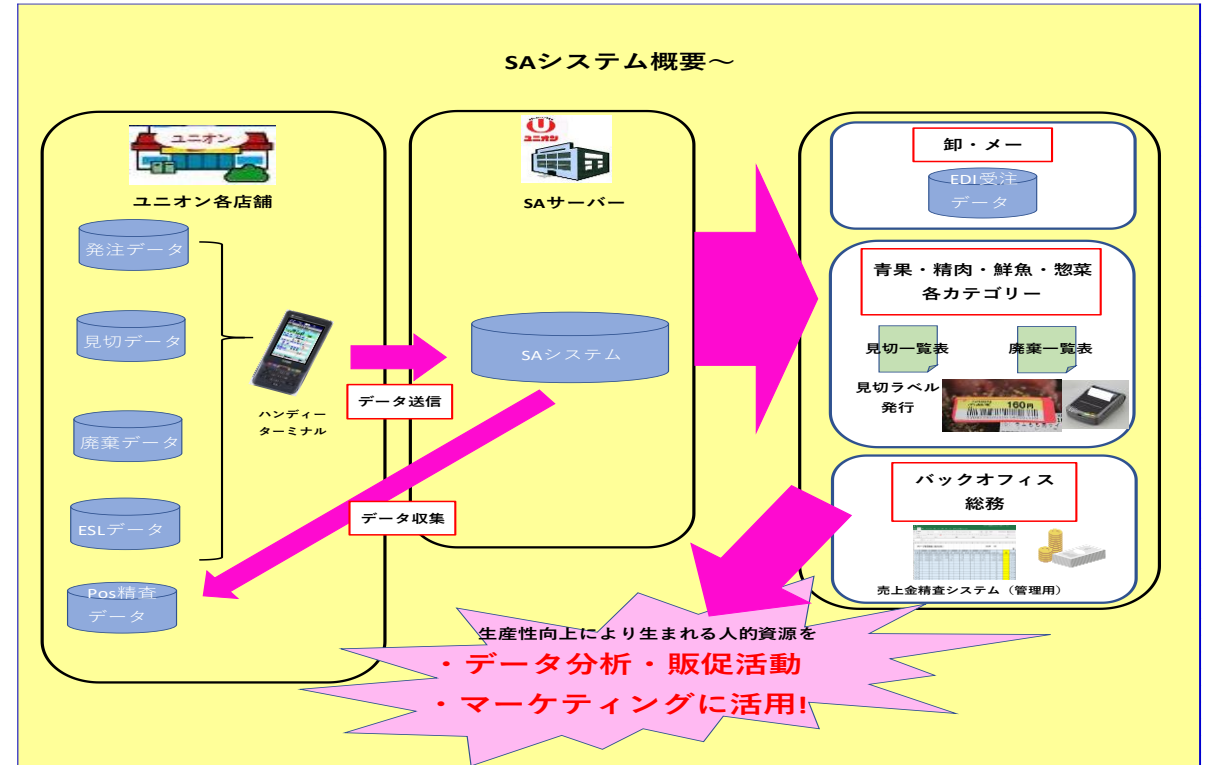 SAシステム概要～
ユニオン
ユニオン各店舗
発注データ
見切データ
廃棄データ
ESLデータ
Pos精査
データ
ハンディー
ターミナル
データ送信
データ収集
ユニオン
SAサーバー
SAシステム
卸・メー
EDI受注
データ
青果・精肉・鮮魚・惣菜
各カテゴリー
見切一覧表
廃棄一覧表
見切ラベル
発行
160円
バックオフィス
総務
売上金精査システム（管理用）
生産性向上により生まれる人的資源を
・データ分析・販促活動
・マーケティングに活用!